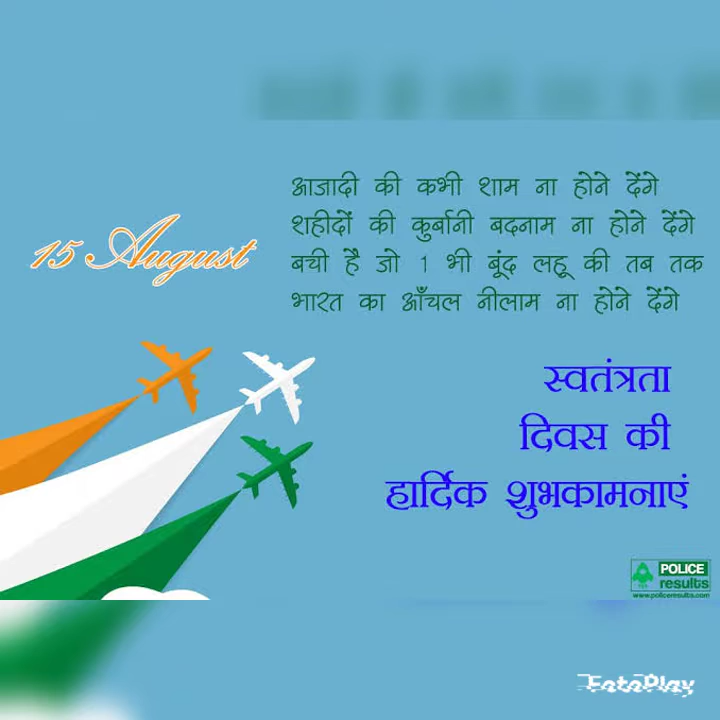 15 August
आजादी की कभी शाम ना होने देंगे
शहीदों की कुर्बानी बदनाम ना होने देंगे
बची है जो 1 भी बूंद लहू की तब तक
भारत का आँचल नीलाम ना होने देंगे
स्वतंत्रता
दिवस की
हार्दिक शुभकामनाएं
POLICE
results
www.policeresults.com
FataPlay